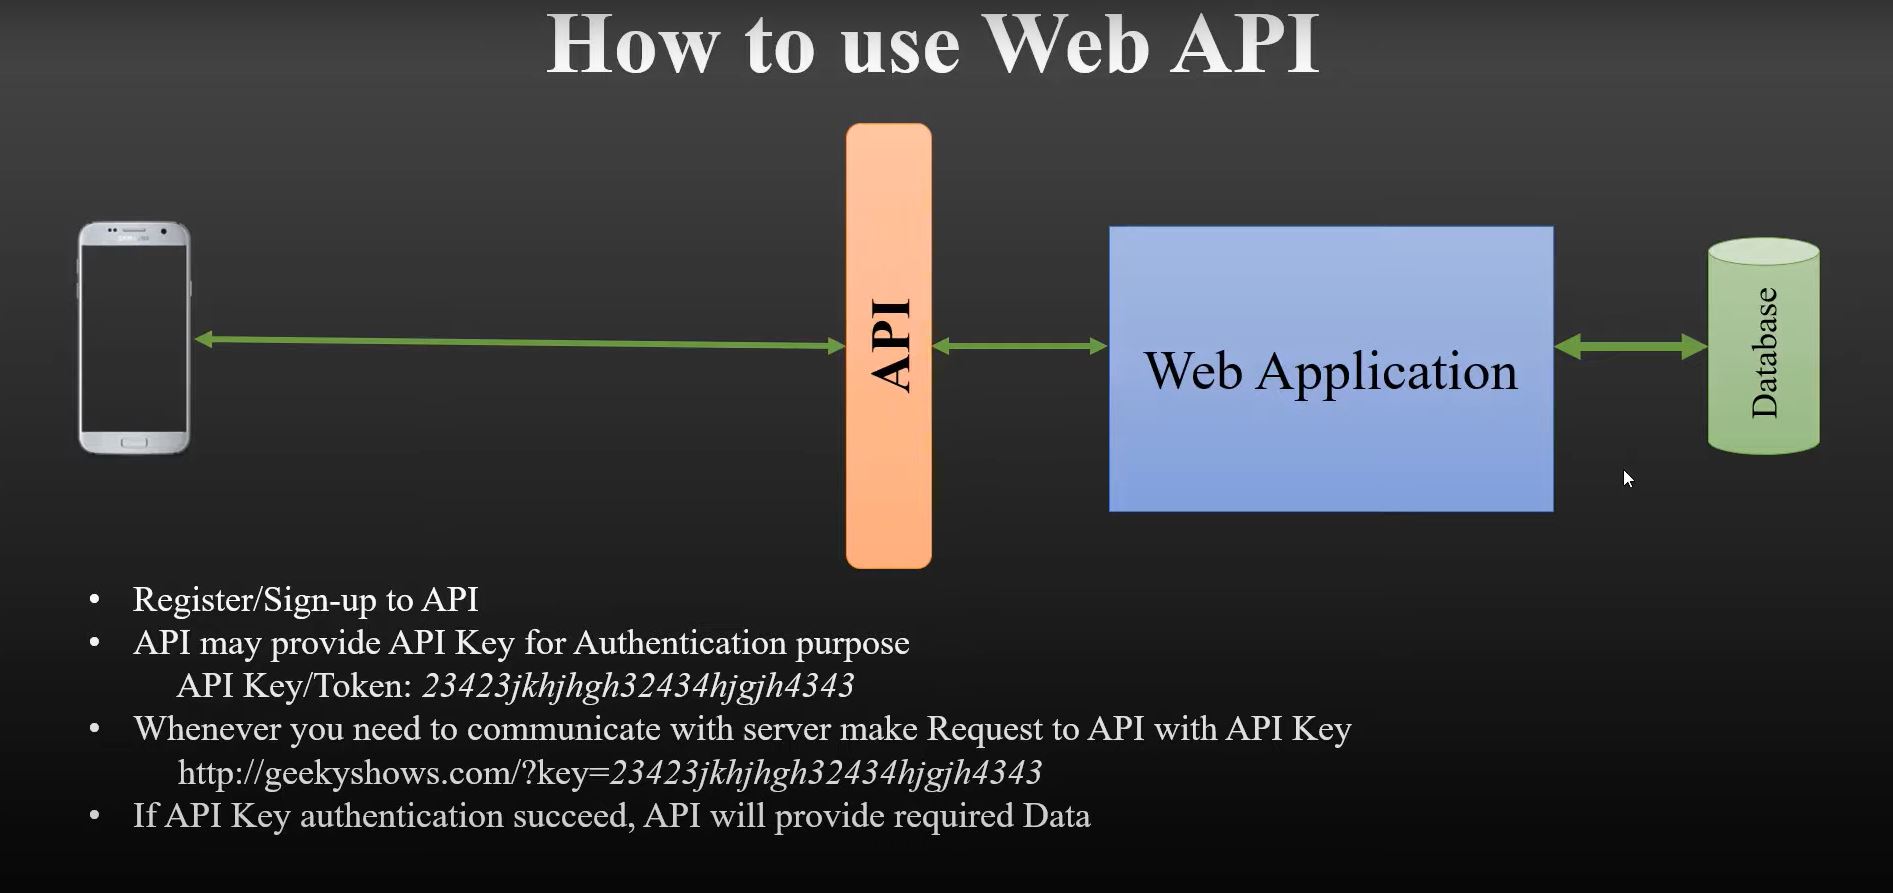 How to use Web API
API
Web Application
Database
• Register/Sign-up to API
• API may provide API Key for Authentication purpose
API Key/Token: 23423jkhjhgh32434hjgjh4343
• Whenever you need to communicate with server make Request to API with API Key
http://geekyshows.com/?key=23423jkhjhgh32434hjgjh4343
• If API Key authentication succeed, API will provide required Data